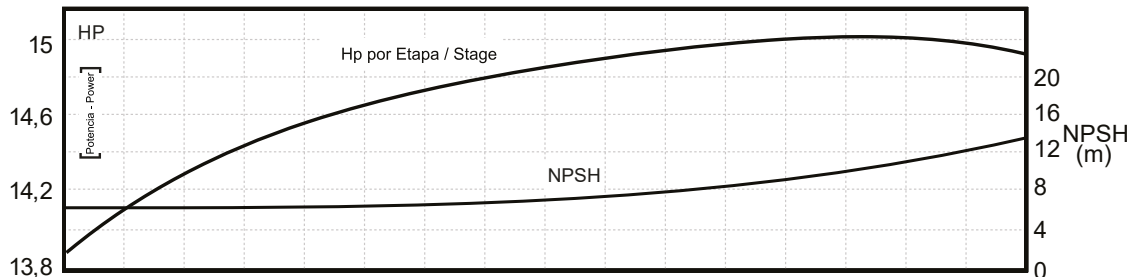 HP
Hp por Etapa / Stage
[Potencia - Power]
15
14,6
14,2
13,8
NPSH
20
16
12
8
4
0
NPSH
(m)